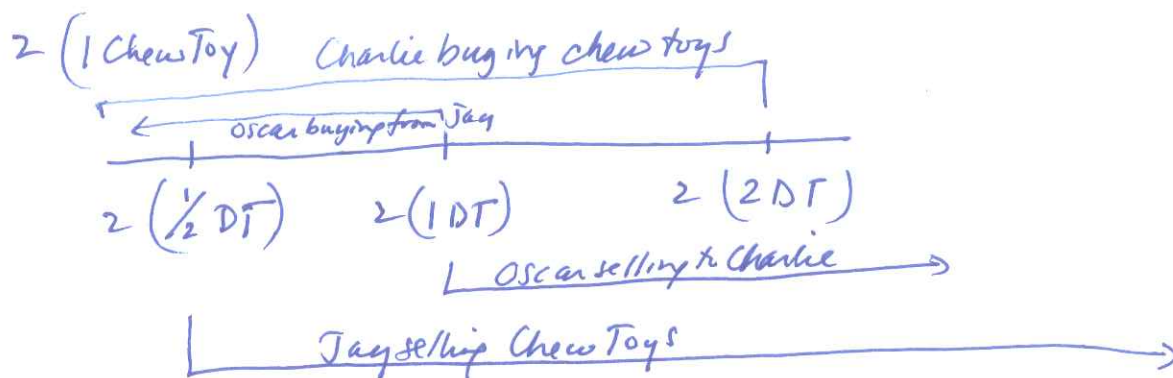 2 (1 Chew Toy) Charlie buying chew toys
Oscar buying from Jay
2 (1/2 DT) 2 (1 DT) 2 (2 DT)
Oscar selling to Charlie
Jay selling Chew Toys